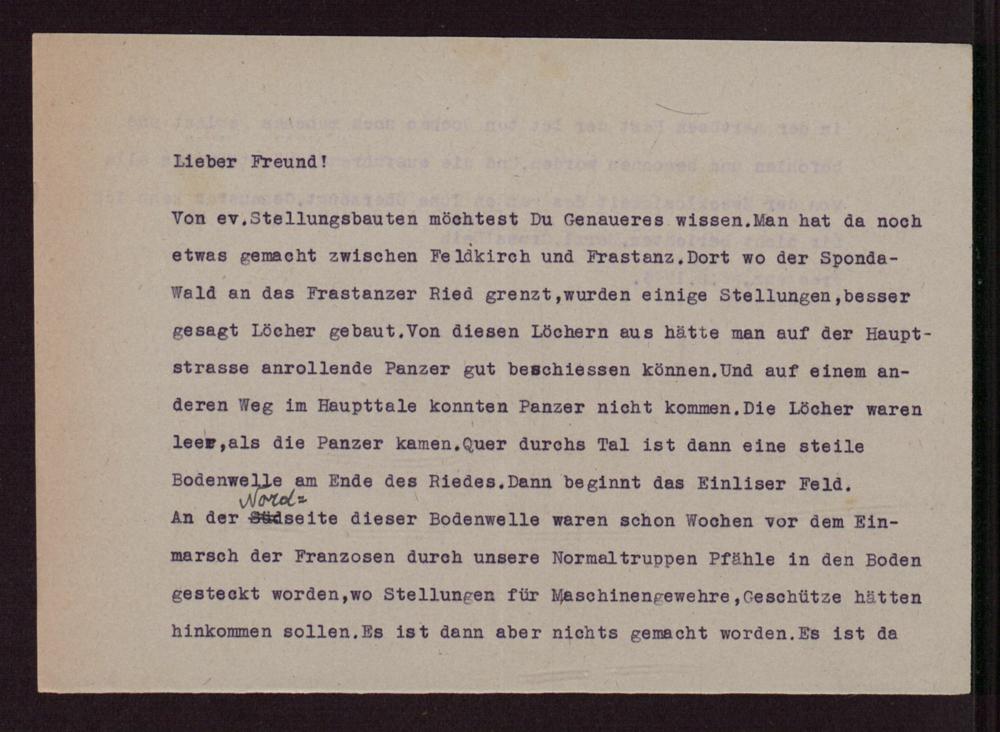 Lieber Freund!
Von ev.Stellungsbauten möchtest Du Genaueres wissen.Man hat da noch
etwas gemacht zwischen Feldkirch und Frastanz.Dort wo der Sponda-
Wald an das Frastanzer Ried grenzt,wurden einige Stellungen,besser
gesagt Löcher gebaut.Von diesen Löchern aus hätte man auf der Haupt-
strasse anrollende Panzer gut beschiessen können.Und auf einem an-
deren Weg im Haupttale konnten Panzer nicht kommen.Die Löcher waren
leer,als die Panzer kamen.Quer durchs Tal ist dann eine steile
Bodenwelle am Ende des Riedes.Dann beginnt das Einliser Feld.
Nord=
An der Südseite dieser Bodenwelle waren schon Wochen vor dem Ein-
marsch der Franzosen durch unsere Normaltruppen Pfähle in den Boden
gesteckt worden,wo Stellungen für Maschinengewehre,Geschütze hätten
hinkommen sollen.Es ist dann aber nichts gemacht worden.Es ist da